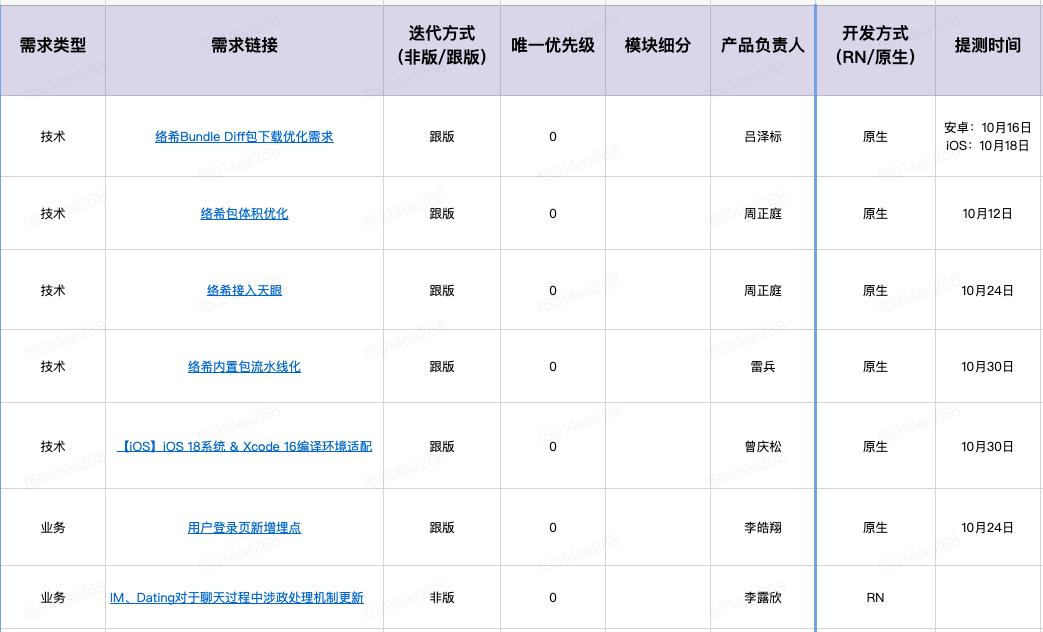 需求类型
需求链接
迭代方式
(非版/跟版)
唯一优先级
模块细分
产品负责人
开发方式
(RN/原生)
提测时间
技术
络希Bundle Diff包下载优化需求
跟版
0
吕泽标
原生
安卓：10月16日
iOS：10月18日
技术
络希包体积优化
跟版
0
周正庭
原生
10月12日
技术
络希接入天眼
跟版
0
周正庭
原生
10月24日
技术
络希内置包流水线化
跟版
0
雷兵
原生
10月30日
技术
【iOS】iOS 18系统 & Xcode 16编译环境适配
跟版
0
曾庆松
原生
10月30日
业务
用户登录页新增埋点
跟版
0
李皓翔
原生
10月24日
业务
IM、Dating对于聊天过程中涉政处理机制更新
非版
0
李露欣
RN
f5014ee268